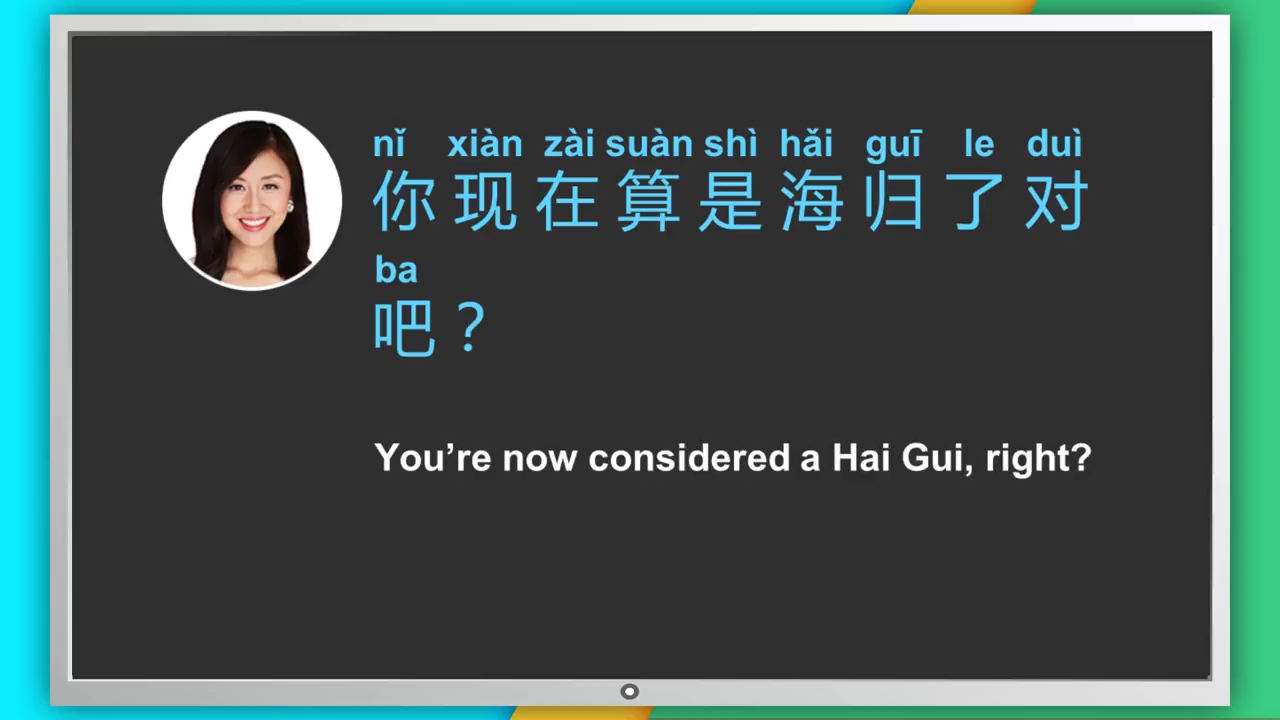 nǐ xiàn zài suàn shì hǎi guī le duì
你现在算是海归了对
ba
吧？
You’re now considered a Hai Gui, right?